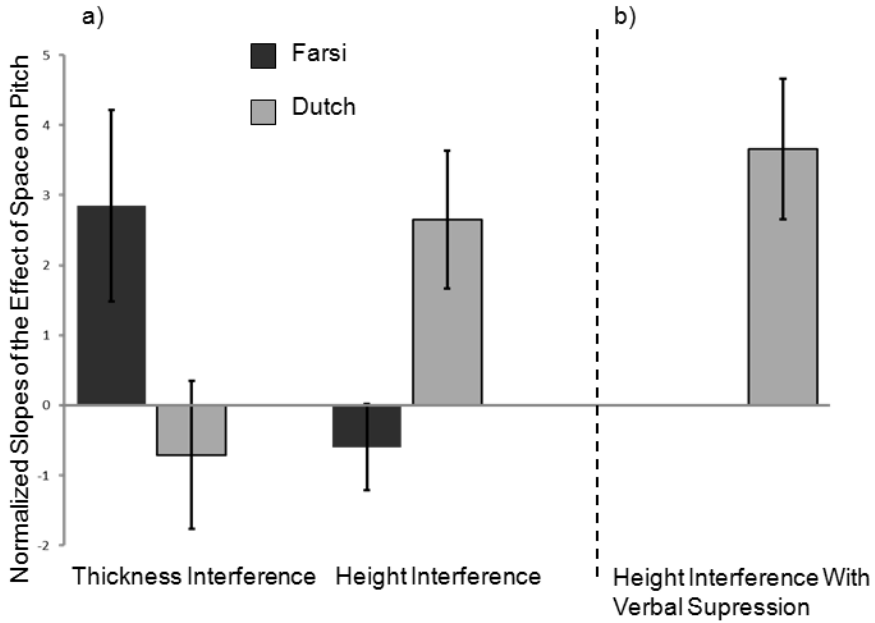 a)
b)
Farsi
Dutch
Normalized Slopes of the Effect of Space on Pitch
5
4
3
2
1
0
-1
-2
Thickness Interference
Height Interference
Height Interference With
Verbal Supression